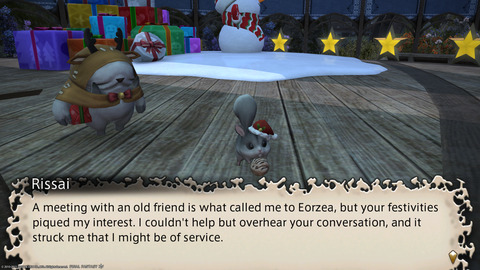 Rissai
A meeting with an old friend is what called me to Eorzea, but your festivities
piqued my interest. I couldn't help but overhear your conversation, and it
struck me that I might be of service.